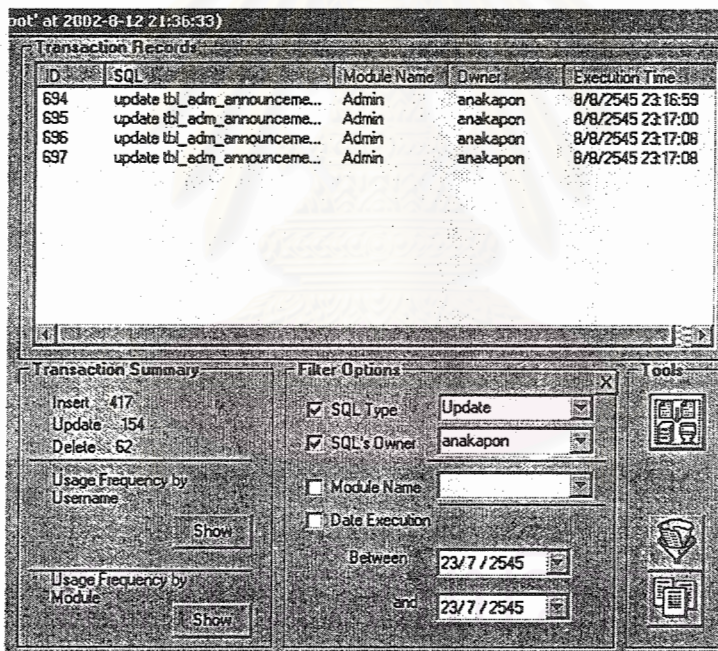 oot' at 2002-8-12 21:36:33)
Transaction Records
ID SQL Module Name Owner Execution Time
694 update tbl_adm_announceme... Admin anakapon 8/8/2545 23:16:59
695 update tbl_adm_announceme... Admin anakapon 8/8/2545 23:17:00
696 update tbl_adm_announceme... Admin anakapon 8/8/2545 23:17:08
697 update tbl_adm_announceme... Admin anakapon 8/8/2545 23:17:08
Transaction Summary
Insert 417
Update 154
Delete 62
Usage Frequency by
Username
Show
Usage Frequency by
Module
Show
Filter Options
X
SQL Type Update
SQL's Owner anakapon
Module Name
Date Execution
Between 23/ 7 / 2545
and 23/ 7 / 2545
Tools